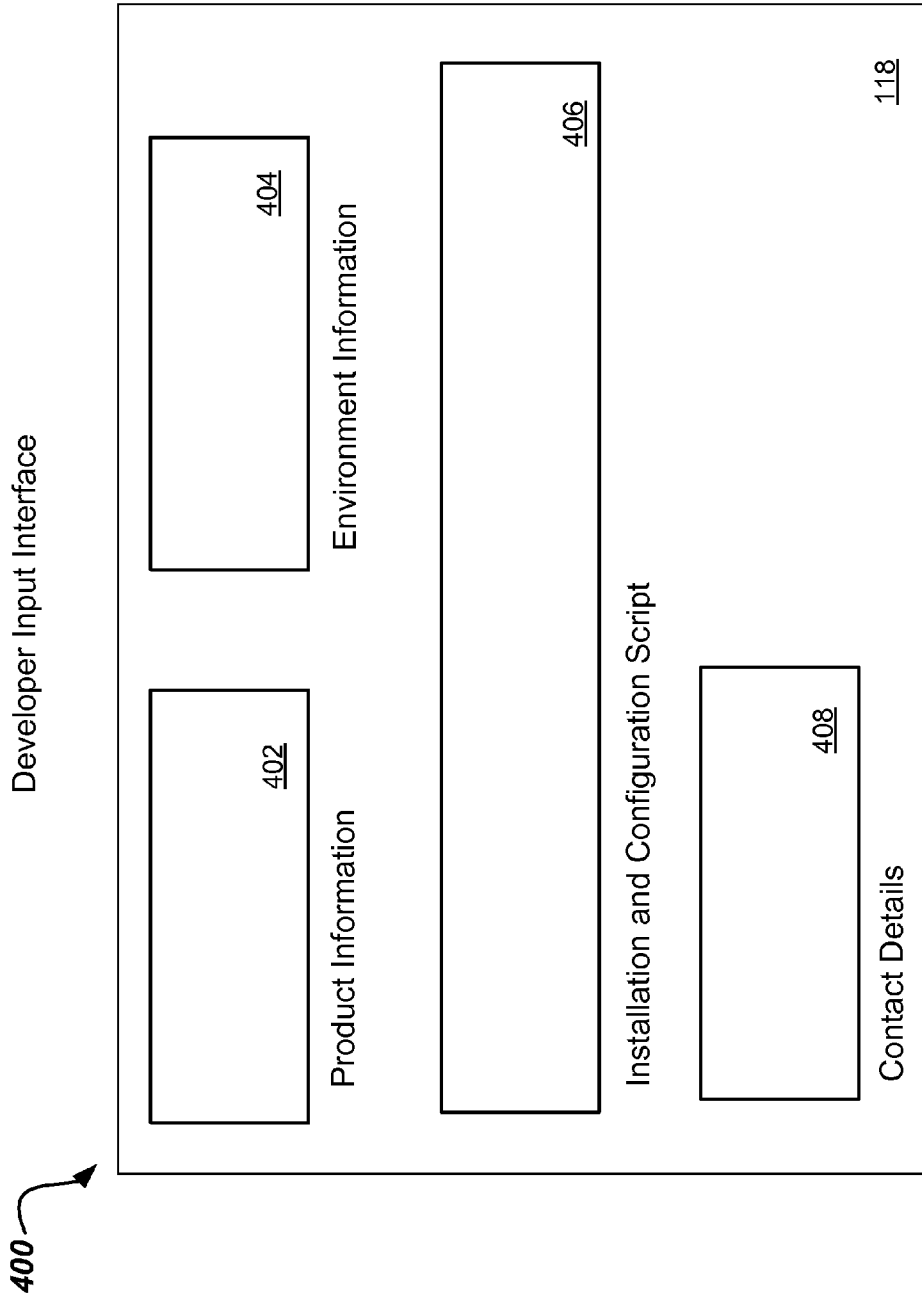 Developer Input Interface
400
402
404
Product Information
Environment Information
406
Installation and Configuration Script
408
Contact Details
118